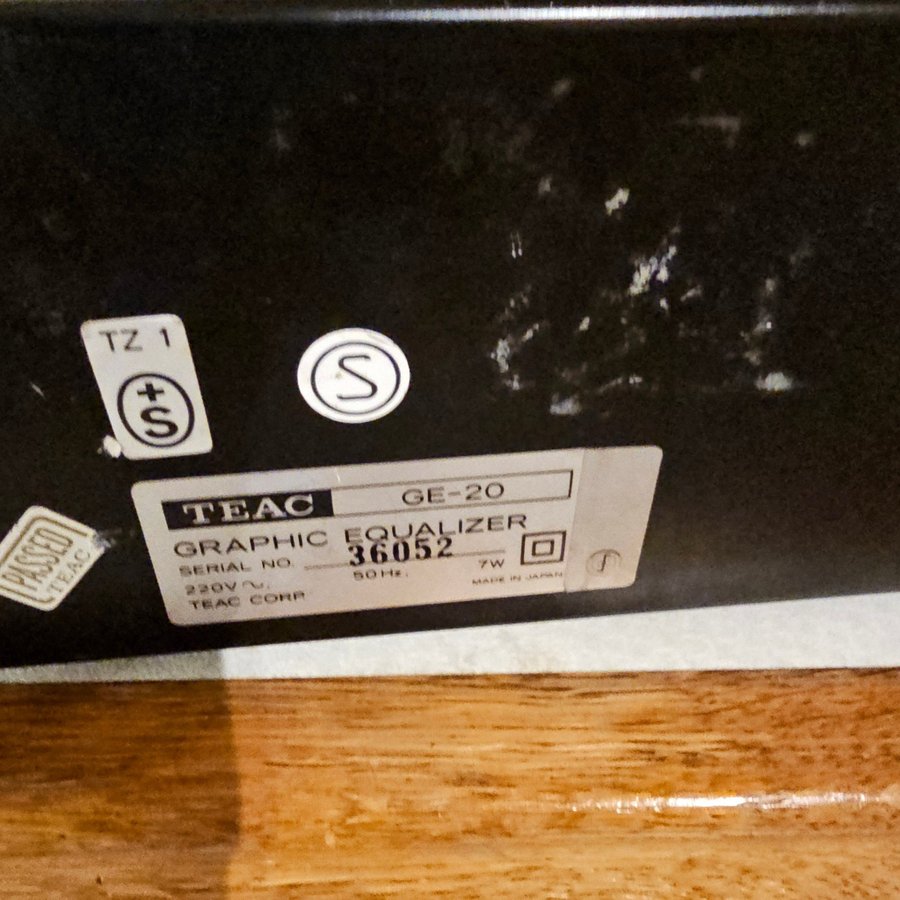 TZ 1
+S
S
PASSED
TEAC
TEAC GE-20
GRAPHIC EQUALIZER
SERIAL NO. 36052
220V ~. 50Hz. 7W
TEAC CORP. MADE IN JAPAN